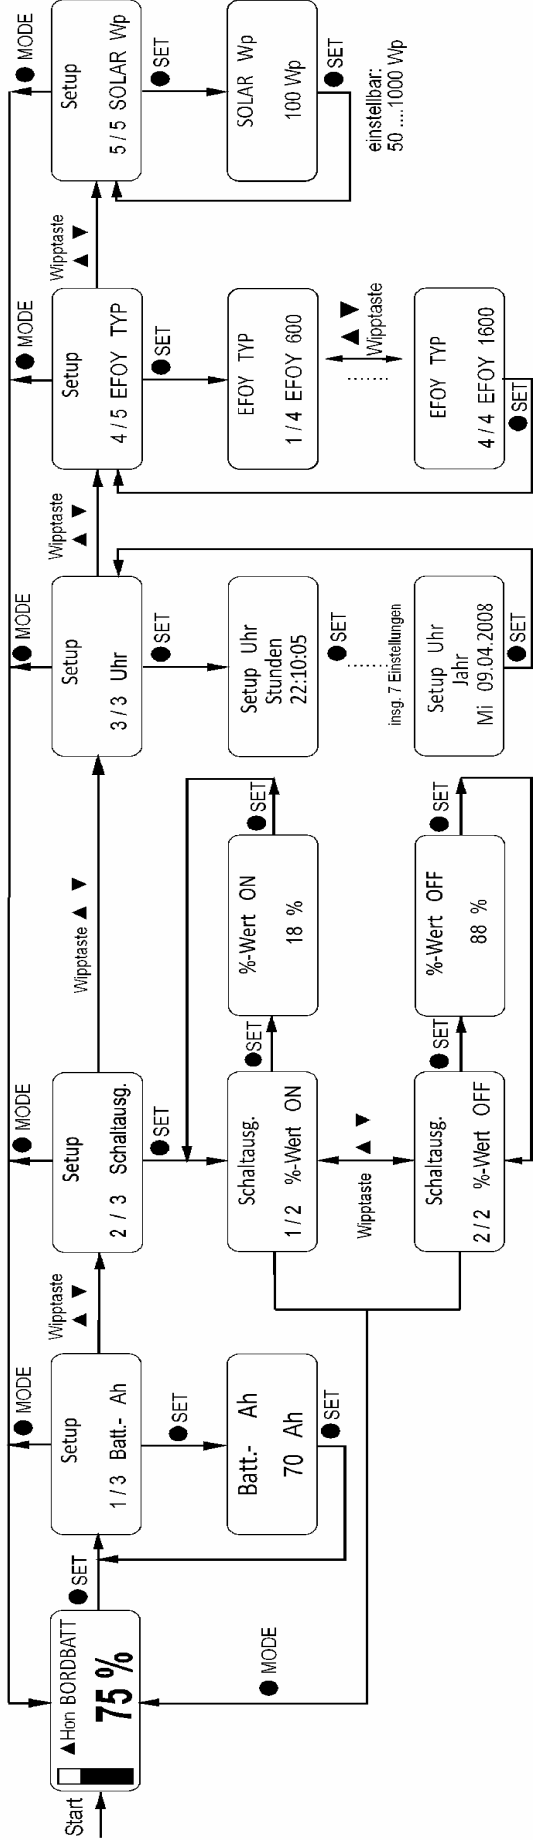 Start
▲Hon BORDBATT
75 %
● SET
● MODE
● MODE
Setup
1 / 3 Batt.- Ah
● SET
Batt.- Ah
70 Ah
● SET
Wipptaste
▲ ▼
● MODE
Setup
2 / 3 Schaltausg.
● SET
Schaltausg.
1 / 2 %-Wert ON
● SET
%-Wert ON
18 %
● SET
Wipptaste ▲ ▼
Schaltausg.
2 / 2 %-Wert OFF
● SET
%-Wert OFF
88 %
● SET
Wipptaste ▲ ▼
● MODE
Setup
3 / 3 Uhr
● SET
Setup Uhr
Stunden
22:10:05
● SET
insg. 7 Einstellungen
Setup Uhr
Jahr
Mi 09.04.2008
● SET
Wipptaste
▲ ▼
● MODE
Setup
4 / 5 EFOY TYP
● SET
EFOY TYP
1 / 4 EFOY 600
▲ ▼
Wipptaste
EFOY TYP
4 / 4 EFOY 1600
● SET
Wipptaste
▲ ▼
● MODE
Setup
5 / 5 SOLAR Wp
● SET
SOLAR Wp
100 Wp
● SET
einstellbar:
50 ....1000 Wp